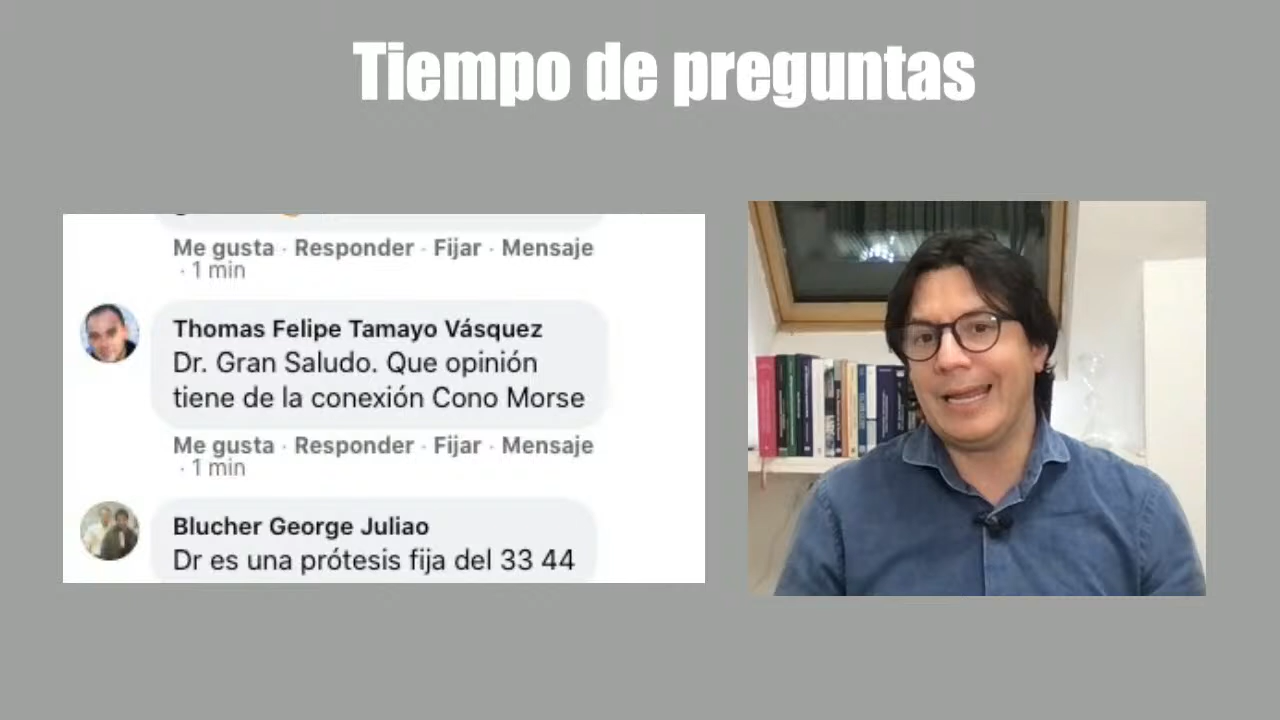 Tiempo de preguntas
Me gusta · Responder · Fijar · Mensaje
· 1 min
Thomas Felipe Tamayo Vásquez
Dr. Gran Saludo. Que opinión
tiene de la conexión Cono Morse
Me gusta · Responder · Fijar · Mensaje
· 1 min
Blucher George Juliao
Dr es una prótesis fija del 33 44